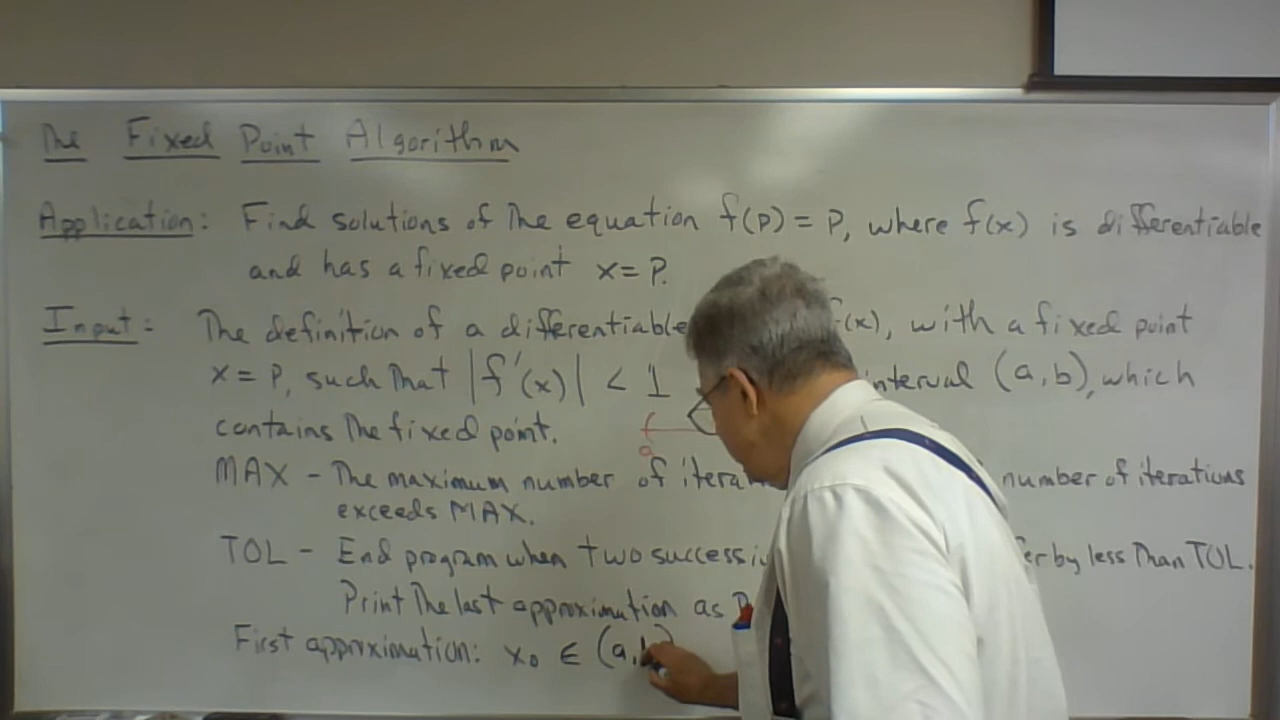 The Fixed Point Algorithm
Application: Find solutions of the equation f(p) = p, where f(x) is differentiable
and has a fixed point x = p.
Input: The definition of a differentiable f(x), with a fixed point
x = p, such that |f'(x)| < 1 interval (a, b), which
contains the fixed point.
a
MAX - The maximum number of number of iterations
exceeds MAX.
TOL - End program when two by less than TOL.
Print the last approximation as
First approximation: x₀ ∈ (a,b)